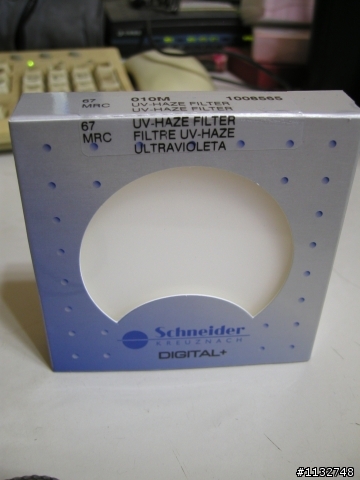 67 010M 1008565
MRC UV-HAZE FILTER
UV-HAZE FILTER
67 UV-HAZE FILTER
MRC FILTRE UV-HAZE
ULTRAVIOLETA
Schneider
KREUZNACH
DIGITAL+
#1132748